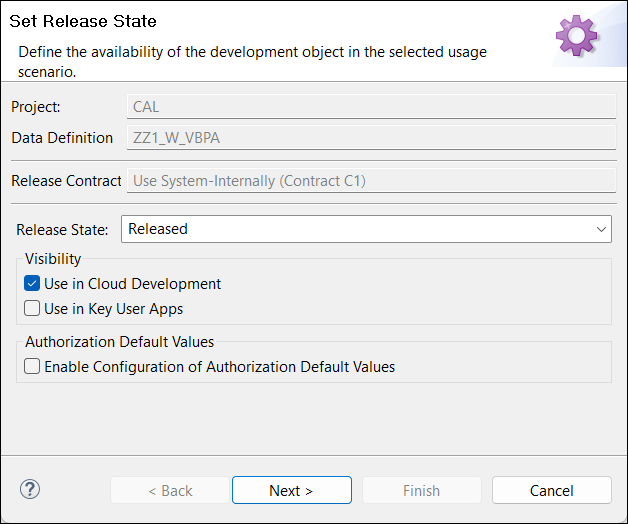 Set Release State
Define the availability of the development object in the selected usage
scenario.
Project: CAL
Data Definition ZZ1_W_VBPA
Release Contract Use System-Internally (Contract C1)
Release State: Released
Visibility
Use in Cloud Development
Use in Key User Apps
Authorization Default Values
Enable Configuration of Authorization Default Values
? < Back Next > Finish Cancel